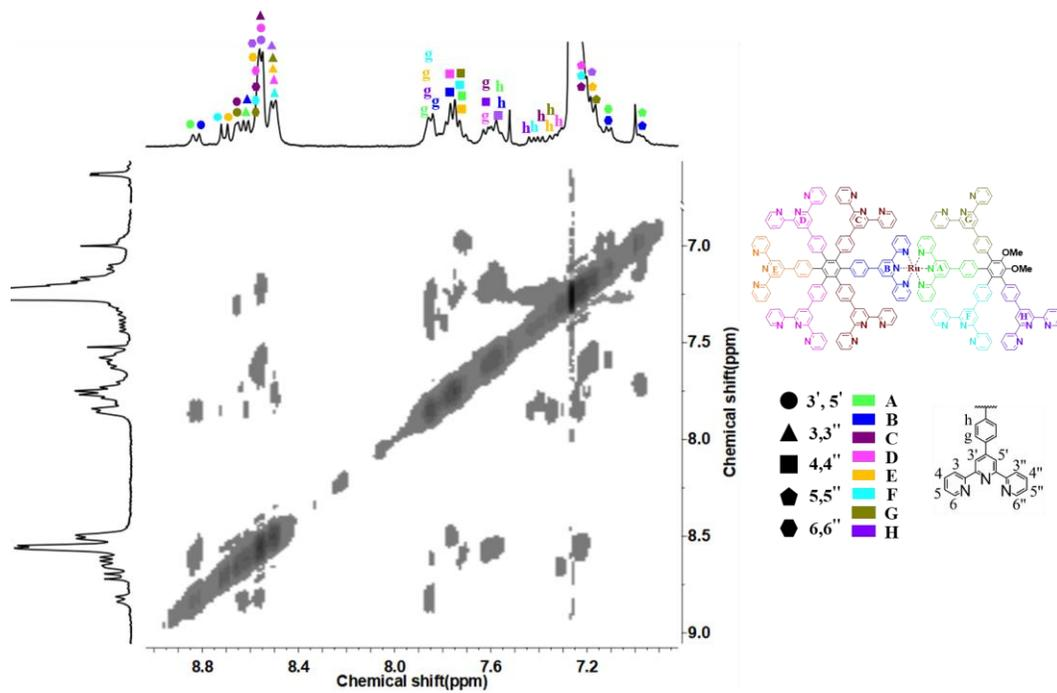 g
g
g
g g
g
g
g
h
h
h h h h h
h
h
7.0
7.5
8.0
8.5
9.0
Chemical shift(ppm)
8.8 8.4 8.0 7.6 7.2
Chemical shift(ppm)
D C G
E B N Ru N A
OMe
OMe
F H
3', 5' A
3,3'' B
4,4'' C
5,5'' D
6,6'' E
F
G
H
h
g
3' 5'
4 3 3'' 4''
5 N N N 5''
6 6''